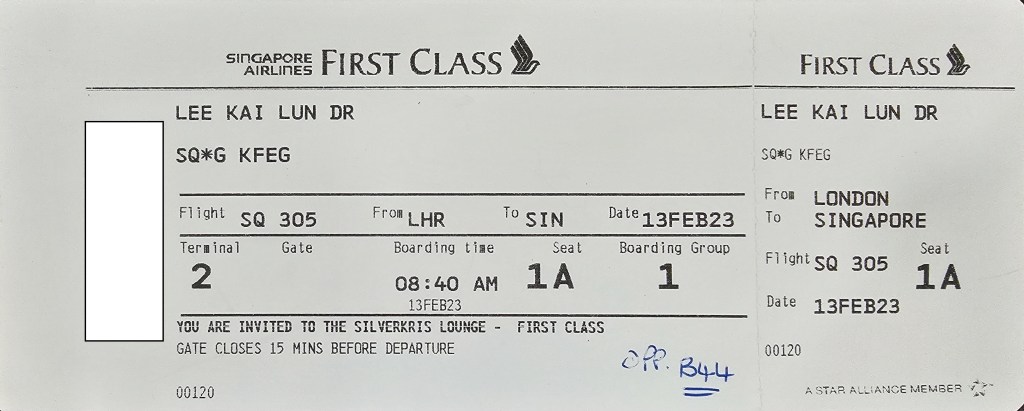 SINGAPORE AIRLINES FIRST CLASS
LEE KAI LUN DR
SQ*G KFEG
Flight SQ 305 From LHR To SIN Date 13FEB23
Terminal Gate Boarding time Seat Boarding Group
2 08:40 AM 1A 1
13FEB23
YOU ARE INVITED TO THE SILVERKRIS LOUNGE - FIRST CLASS
GATE CLOSES 15 MINS BEFORE DEPARTURE
OPP. B44
00120
FIRST CLASS
LEE KAI LUN DR
SQ*G KFEG
From LONDON
To SINGAPORE
Flight SQ 305 Seat 1A
Date 13FEB23
00120
A STAR ALLIANCE MEMBER